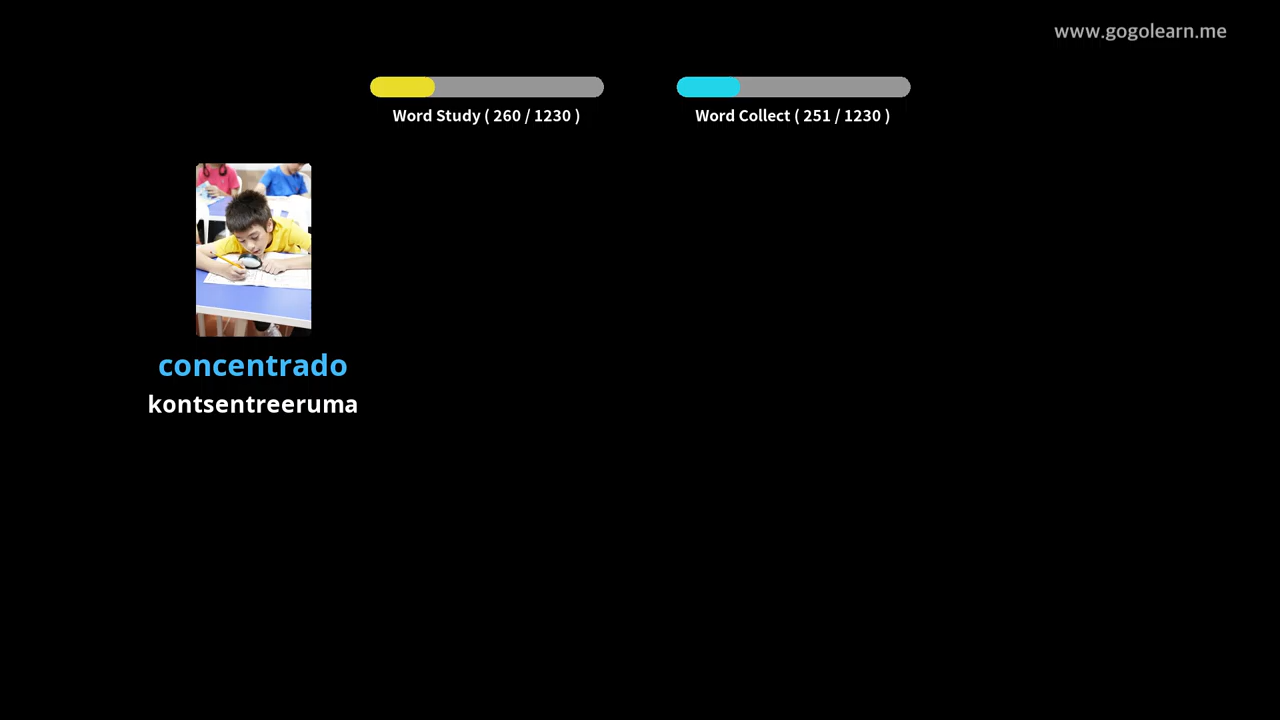 www.gogolearn.me
Word Study ( 260 / 1230 )
Word Collect ( 251 / 1230 )
concentrado
kontsentreeruma